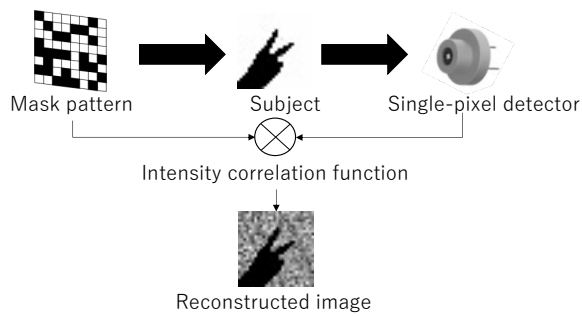 Mask pattern
Subject
Single-pixel detector
Intensity correlation function
Reconstructed image